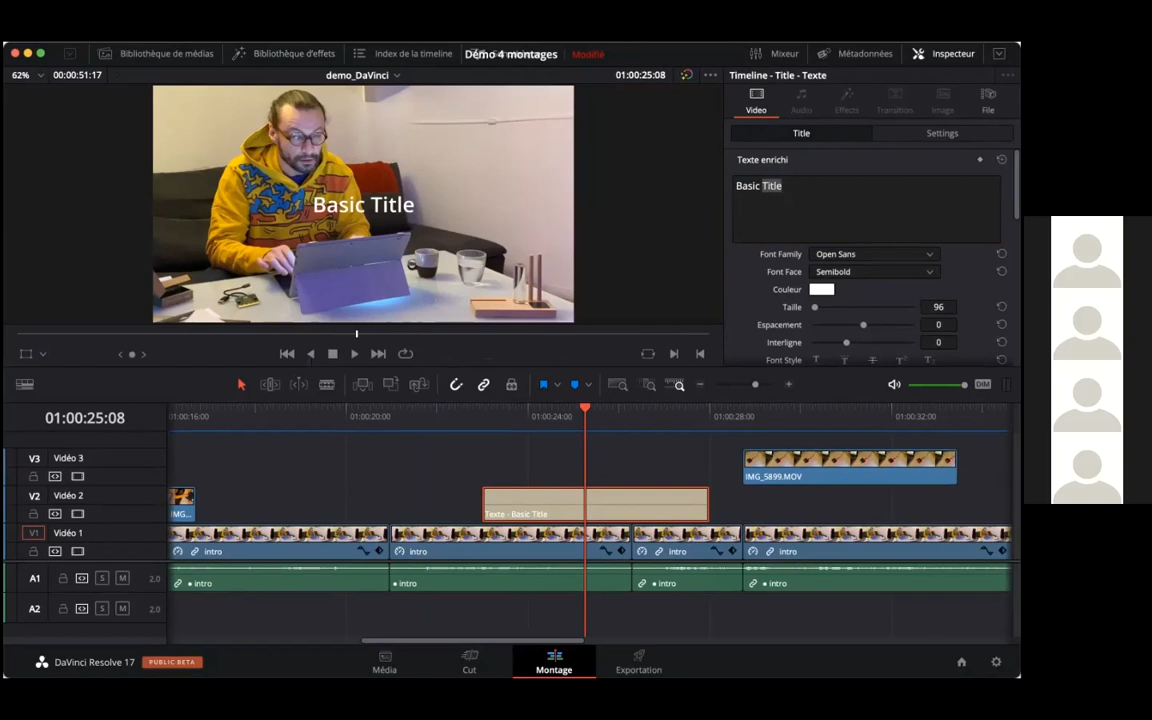 Bibliothèque de médias Bibliothèque d'effets Index de la timeline Démo 4 montages Modifié Mixeur Métadonnées Inspecteur
62% 00:00:51:17 demo_DaVinci 01:00:25:08 Timeline - Title - Texte
Video Audio Effects Transition Image File
Title Settings
Texte enrichi
Basic Title
Basic Title
Font Family Open Sans
Font Face Semibold
Couleur
Taille 96
Espacement 0
Interligne 0
Font Style T T T T T
DIM
01:00:25:08 01:00:16:00 01:00:20:00 01:00:24:00 01:00:28:00 01:00:32:00
V3 Vidéo 3
IMG_5899.MOV
V2 Vidéo 2
IMG... Texte - Basic Title
V1 Vidéo 1
intro intro intro intro
A1 S M 2.0
intro intro intro intro
A2 S M 2.0
DaVinci Resolve 17 PUBLIC BETA Média Cut Montage Exportation